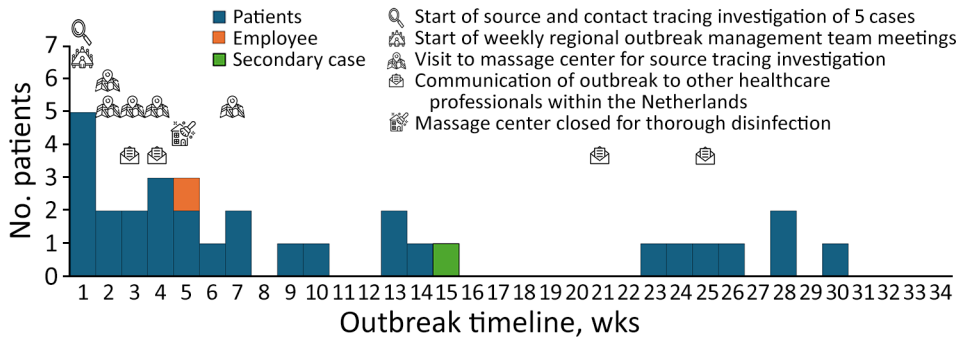 Patients
Employee
Secondary case
Start of source and contact tracing investigation of 5 cases
Start of weekly regional outbreak management team meetings
Visit to massage center for source tracing investigation
Communication of outbreak to other healthcare
professionals within the Netherlands
Massage center closed for thorough disinfection
No. patients
7
6
5
4
3
2
1
0
1 2 3 4 5 6 7 8 9 10 11 12 13 14 15 16 17 18 19 20 21 22 23 24 25 26 27 28 29 30 31 32 33 34
Outbreak timeline, wks